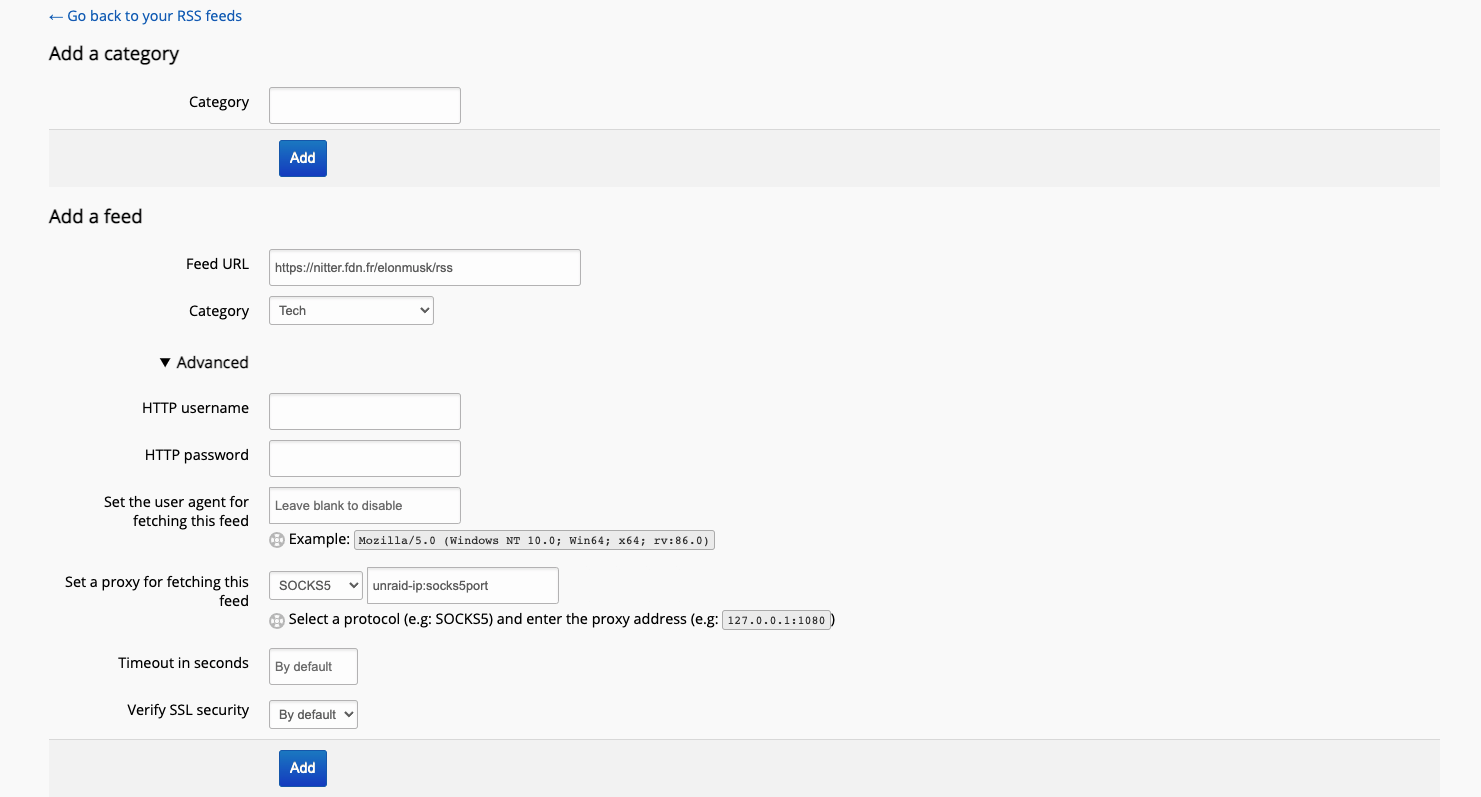 ← Go back to your RSS feeds
Add a category
Category
Add
Add a feed
Feed URL https://nitter.fdn.fr/elonmusk/rss
Category Tech
▼ Advanced
HTTP username
HTTP password
Set the user agent for
fetching this feed
Leave blank to disable
Example: Mozilla/5.0 (Windows NT 10.0; Win64; x64; rv:86.0)
Set a proxy for fetching this
feed
SOCKS5 unraid-ip:socks5port
Select a protocol (e.g: SOCKS5) and enter the proxy address (e.g: 127.0.0.1:1080)
Timeout in seconds By default
Verify SSL security By default
Add